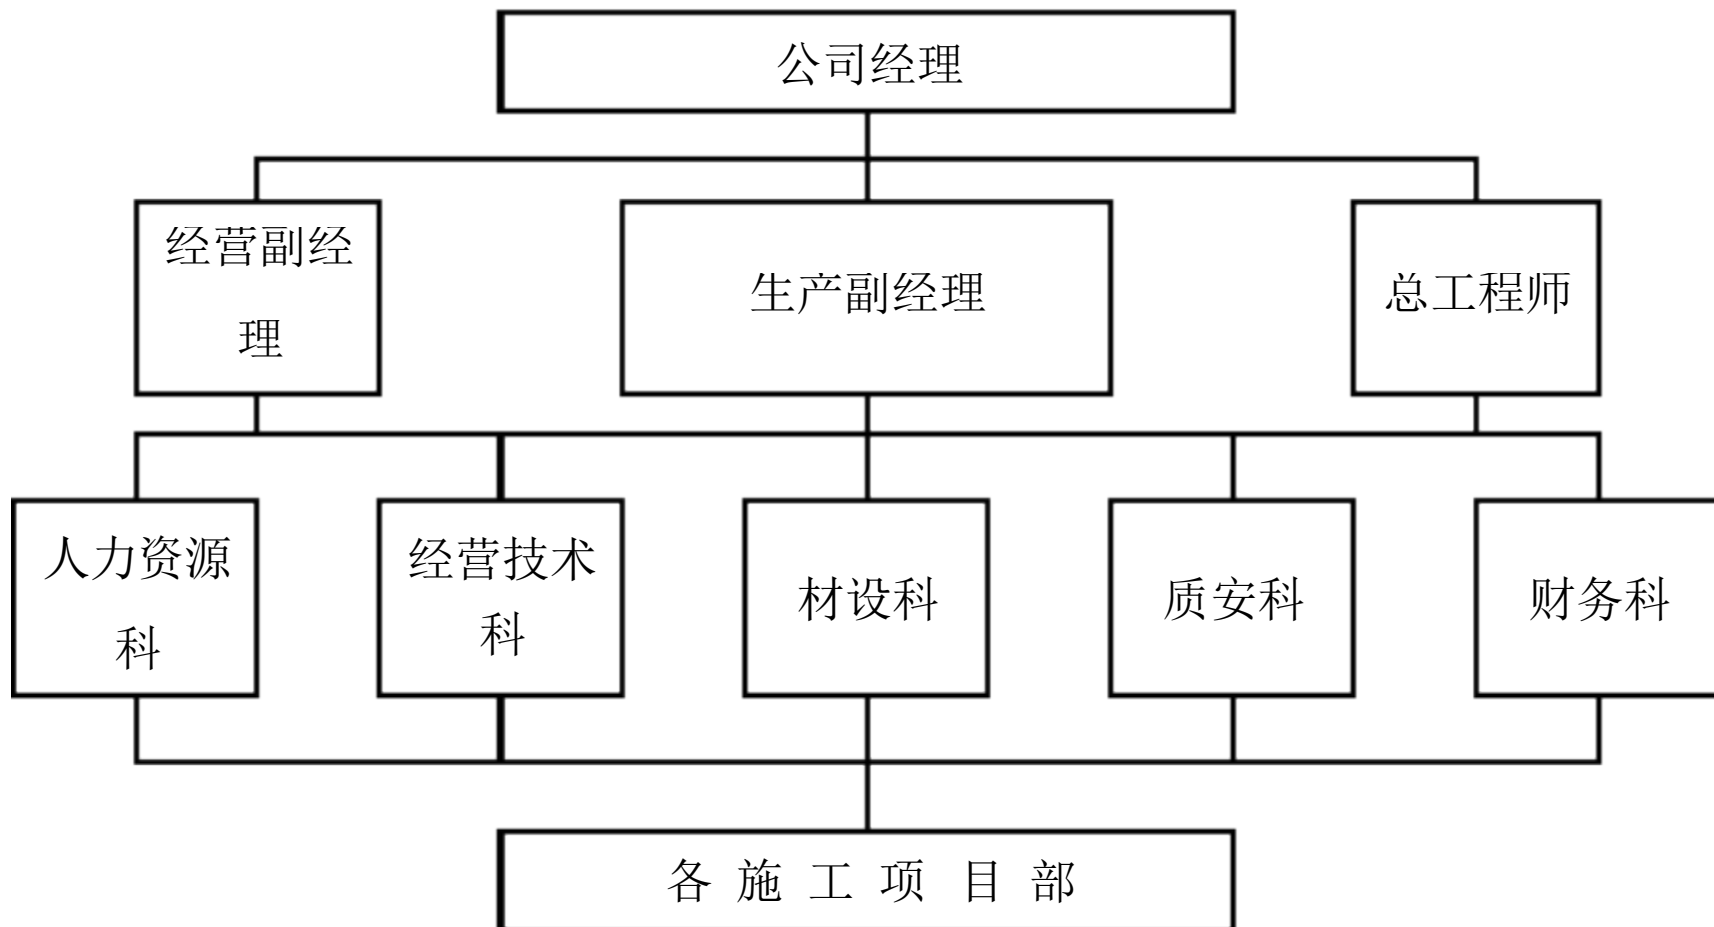 公司经理
经营副经
理
生产副经理
总工程师
人力资源
科
经营技术
科
材设科
质安科
财务科
各施工项目部